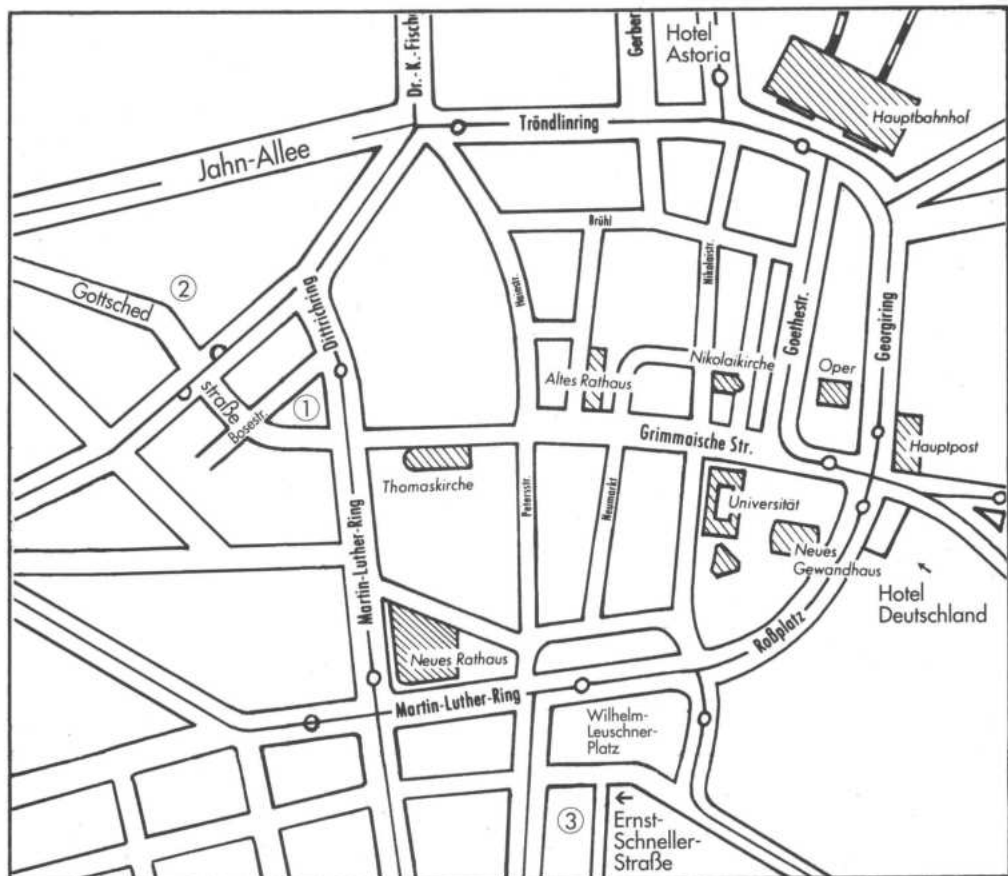 Dr.-K.-Fische
Gerber
Hotel
Astoria
Hauptbahnhof
Tröndlinring
Jahn-Allee
Brühl
Gottsched
②
Dittrichring
Hainstr.
Nikolaistr.
Goethestr.
Georgiring
Altes Rathaus
Nikolaikirche
Oper
straße
Bosestr.
①
Grimmaische Str.
Hauptpost
Thomaskirche
Petersstr.
Neumarkt
Universität
Neues
Gewandhaus
Hotel
Deutschland
Martin-Luther-Ring
Roßplatz
Neues Rathaus
Martin-Luther-Ring
Wilhelm-
Leuschner-
Platz
③
←
Ernst-
Schneller-
Straße